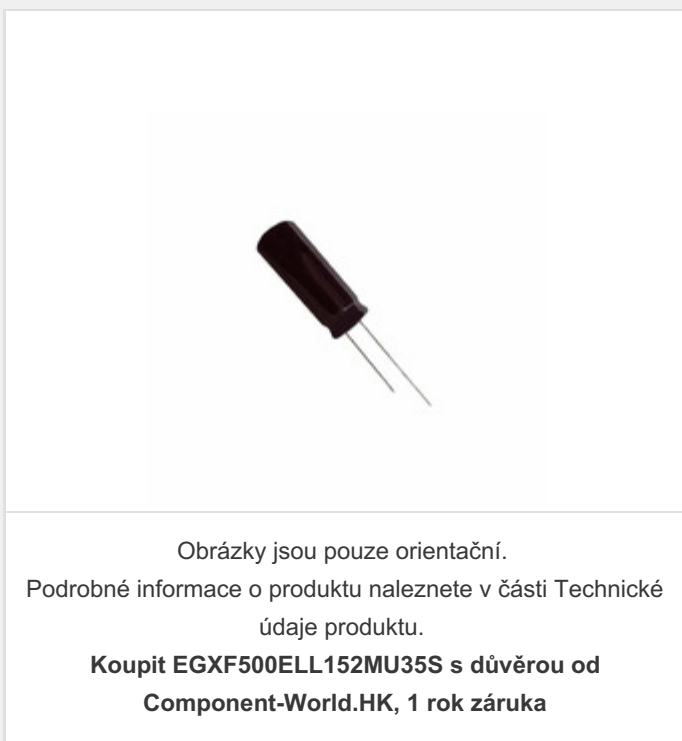 Obrázky jsou pouze orientační.
Podrobné informace o produktu naleznete v části Technické
údaje produktu.
Koupit EGXF500ELL152MU35S s důvěrou od
Component-World.HK, 1 rok záruka